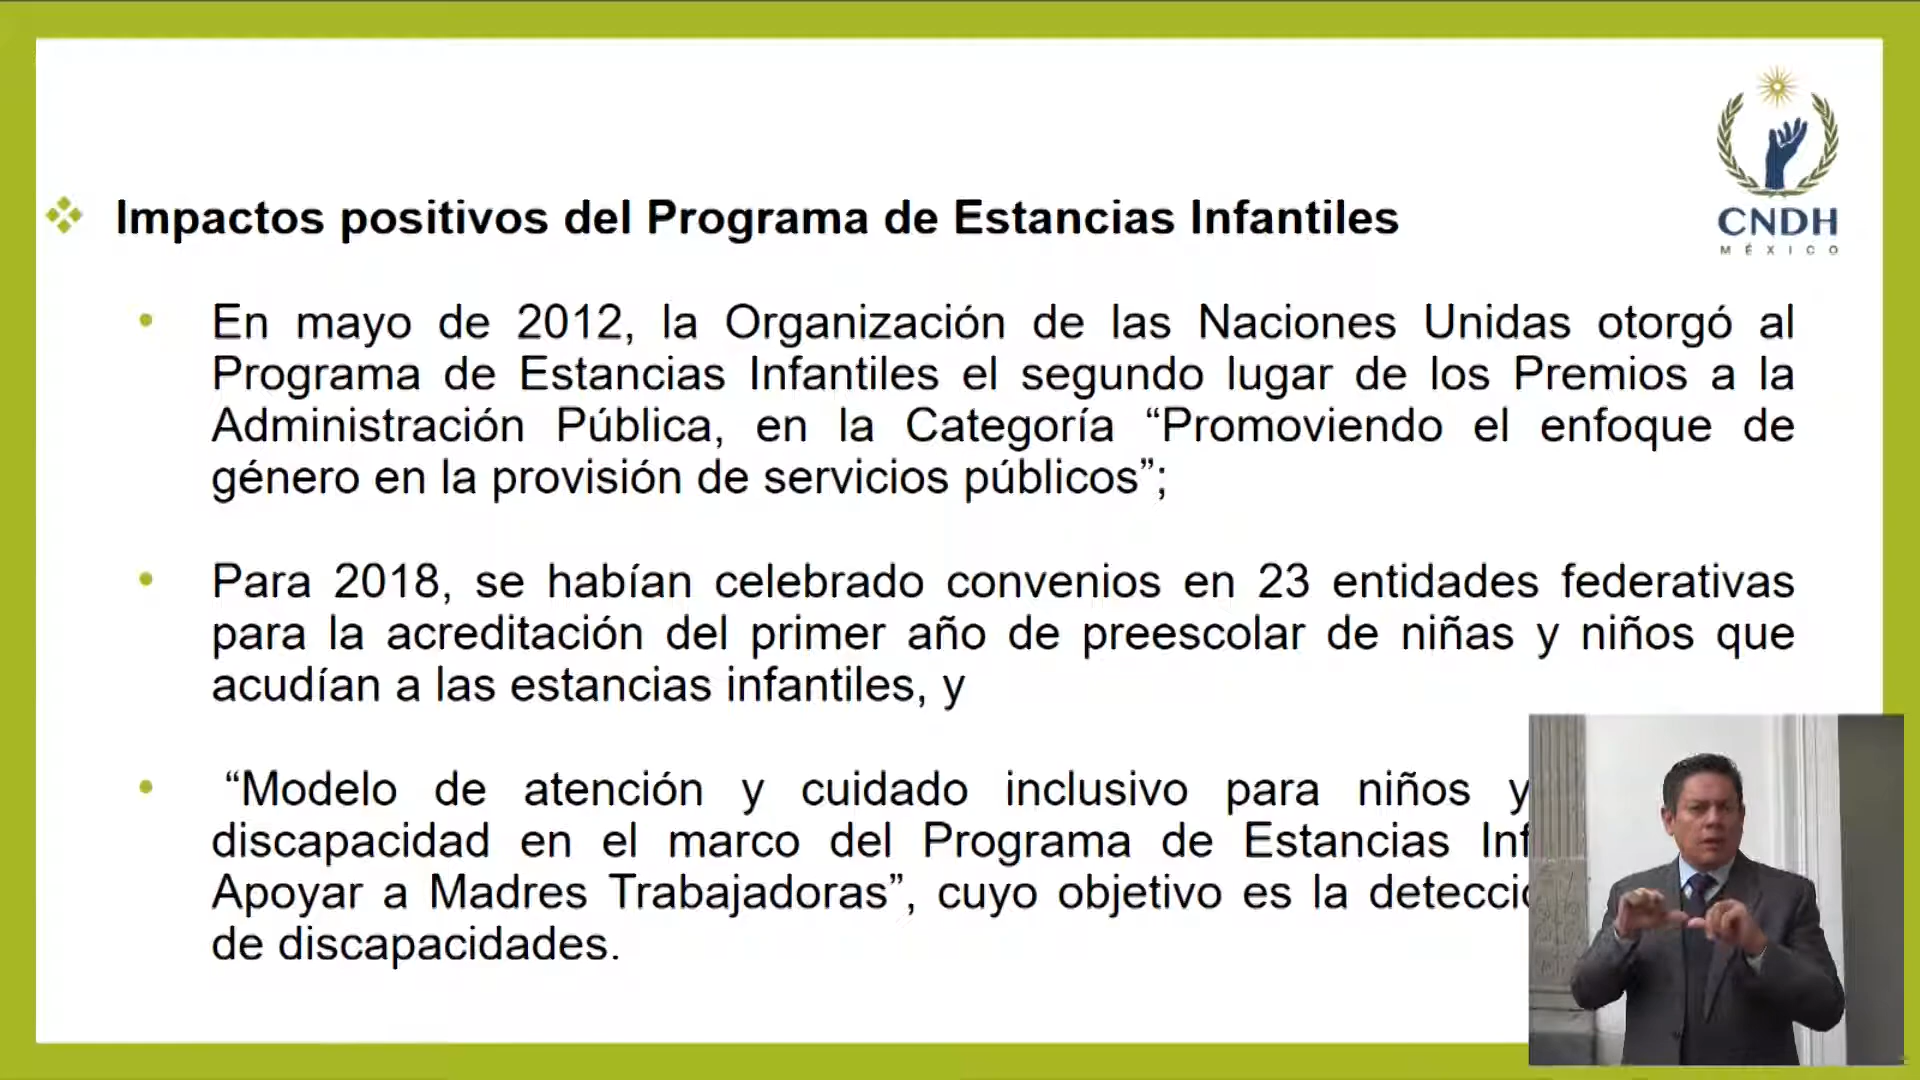 CNDH
MÉXICO
Impactos positivos del Programa de Estancias Infantiles
En mayo de 2012, la Organización de las Naciones Unidas otorgó al
Programa de Estancias Infantiles el segundo lugar de los Premios a la
Administración Pública, en la Categoría “Promoviendo el enfoque de
género en la provisión de servicios públicos”;
Para 2018, se habían celebrado convenios en 23 entidades federativas
para la acreditación del primer año de preescolar de niñas y niños que
acudían a las estancias infantiles, y
“Modelo de atención y cuidado inclusivo para niños y
discapacidad en el marco del Programa de Estancias
Apoyar a Madres Trabajadoras”, cuyo objetivo es la
de discapacidades.